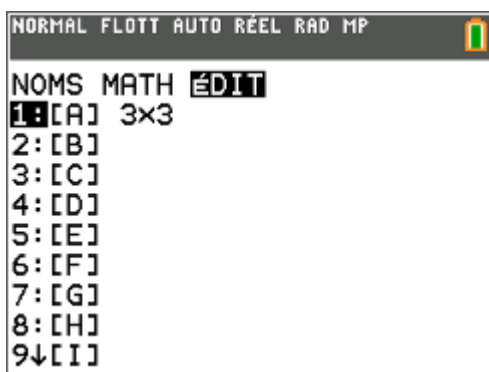 NORMAL FLOTT AUTO RÉEL RAD MP
NOMS MATH ÉDIT
1:[A] 3×3
2:[B]
3:[C]
4:[D]
5:[E]
6:[F]
7:[G]
8:[H]
9↓[I]